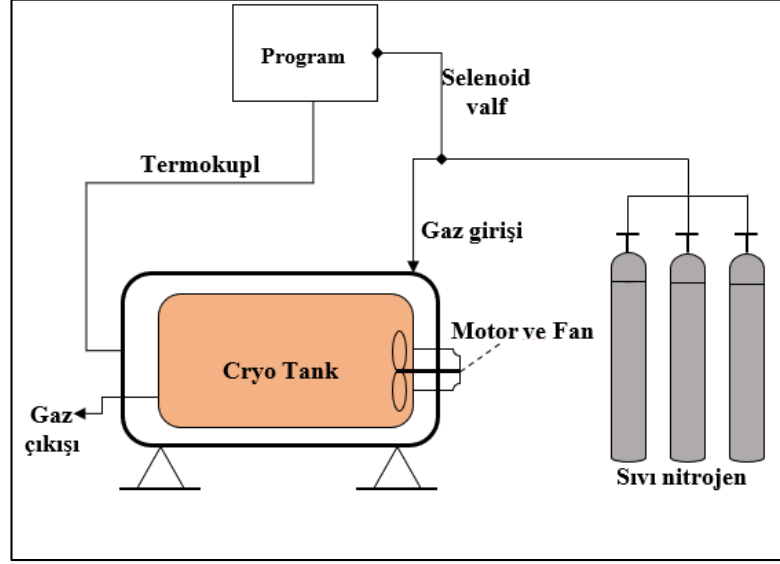 Program
Selenoid
valf
Termokupl
Gaz girişi
Motor ve Fan
Cryo Tank
Gaz
çıkışı
Sıvı nitrojen